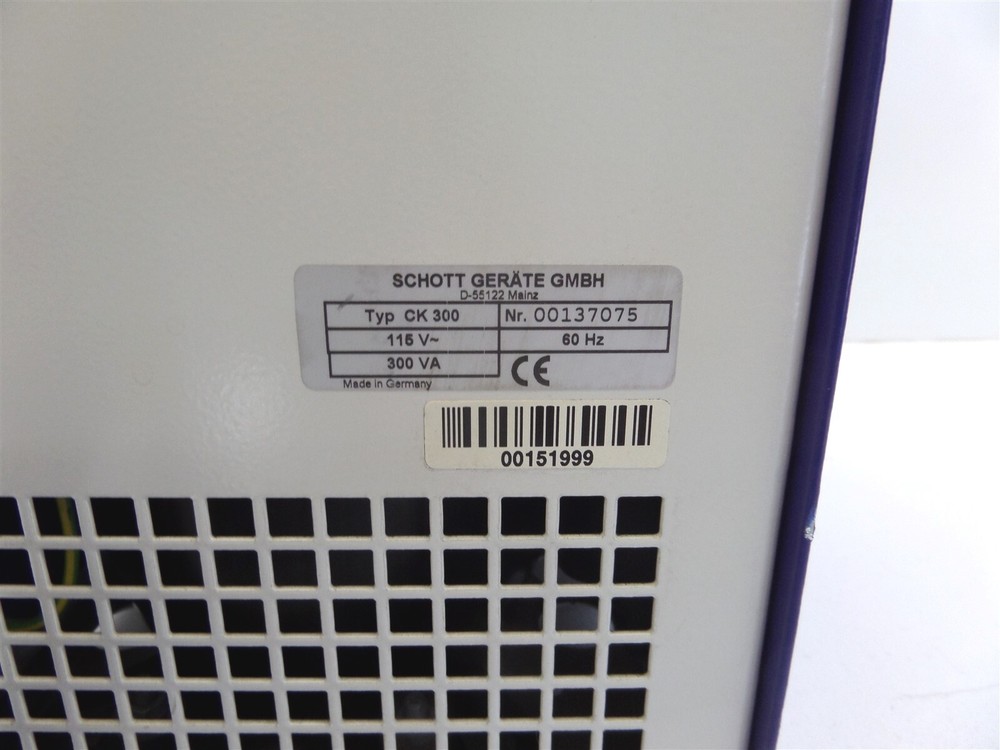 SCHOTT GERÄTE GMBH
D-55122 Mainz
Typ CK 300 Nr. 00137075
115 V~ 60 Hz
300 VA CE
Made in Germany
00151999